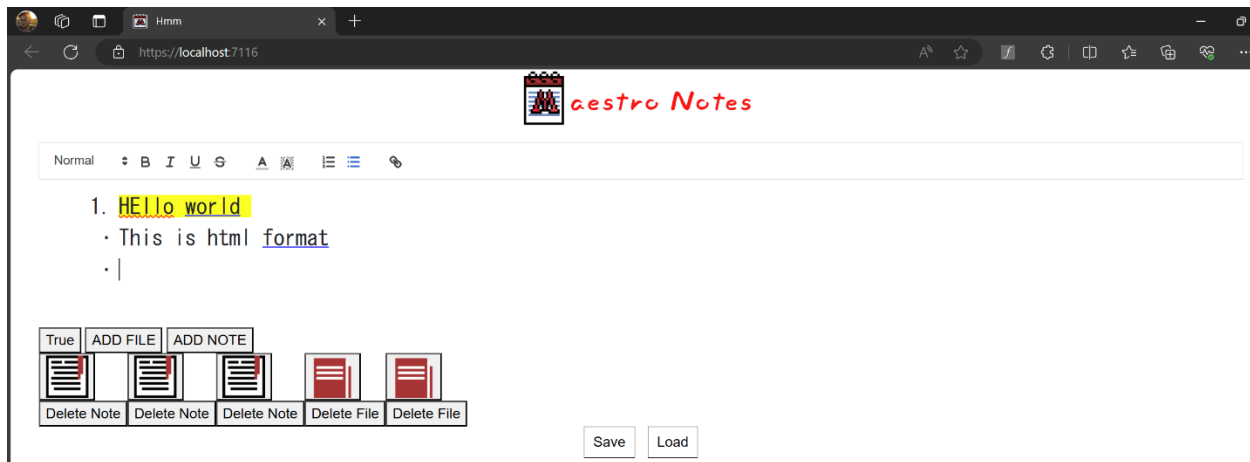 Hmm
https://localhost:7116
Maestro Notes
Normal B I U S A A
1. HEllo world
· This is html format
·
True ADD FILE ADD NOTE
Delete Note Delete Note Delete Note Delete File Delete File
Save Load